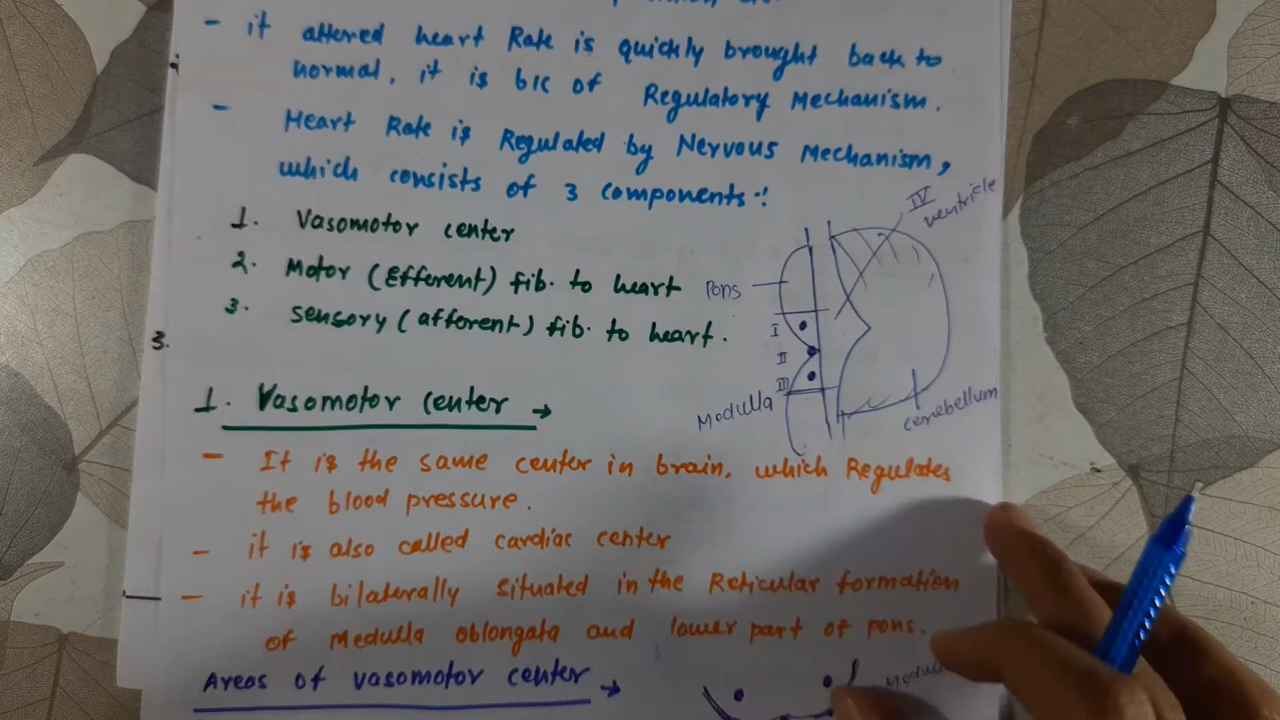 - it altered heart Rate is quickly brought back to
normal, it is b/c of Regulatory Mechanism.
- Heart Rate is Regulated by Nervous Mechanism,
which consists of 3 components :-
1. Vasomotor center
2. Motor (Efferent) fib. to heart
3. sensory (afferent) fib. to heart.
IV
ventricle
Pons
I
II
III
Medulla
cerebellum
3.
1. Vasomotor center →
- It is the same center in brain, which Regulates
the blood pressure.
- it is also called cardiac center
- it is bilaterally situated in the Reticular formation
of Medulla oblongata and lower part of pons.
Areas of vasomotor center →